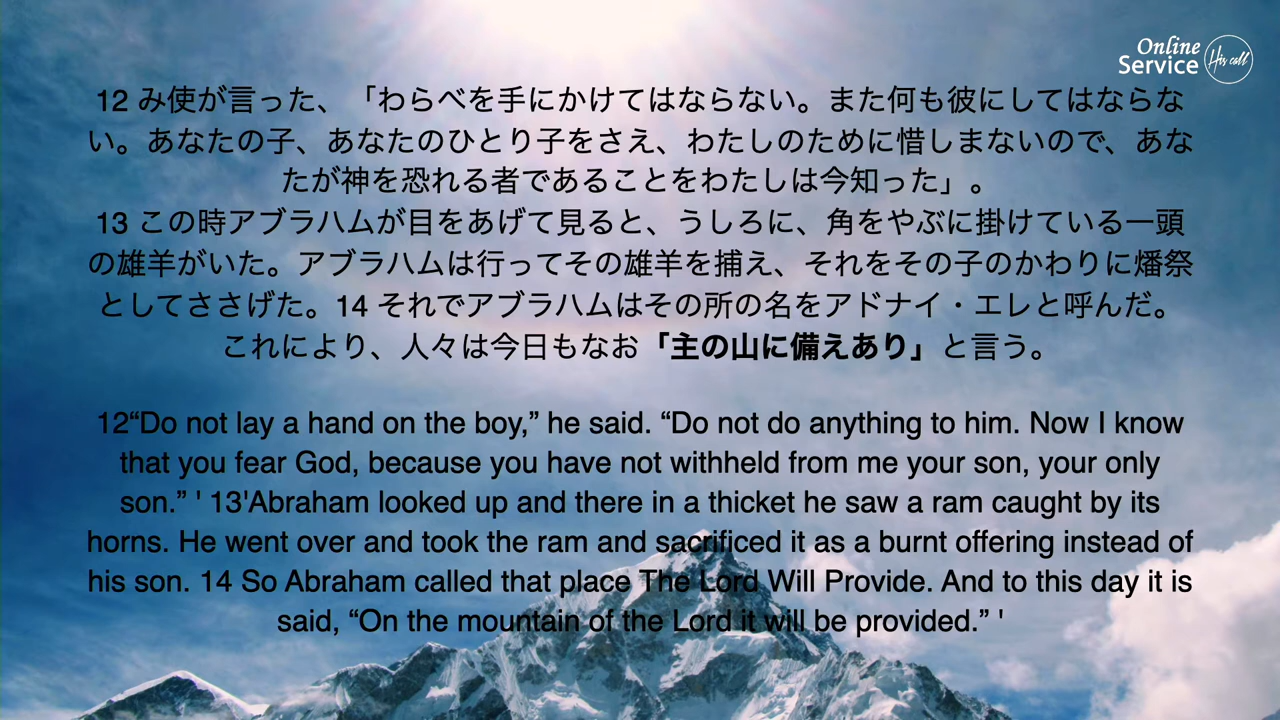 Online
Service
His call
12 み使が言った、「わらべを手にかけてはならない。また何も彼にしてはならな
い。あなたの子、あなたのひとり子をさえ、わたしのために惜しまないので、あな
たが神を恐れる者であることをわたしは今知った」。
13 この時アブラハムが目をあげて見ると、うしろに、角をやぶに掛けている一頭
の雄羊がいた。アブラハムは行ってその雄羊を捕え、それをその子のかわりに燔祭
としてささげた。14 それでアブラハムはその所の名をアドナイ・エレと呼んだ。
これにより、人々は今日もなお「主の山に備えあり」と言う。
12“Do not lay a hand on the boy,” he said. “Do not do anything to him. Now I know
that you fear God, because you have not withheld from me your son, your only
son.” ' 13'Abraham looked up and there in a thicket he saw a ram caught by its
horns. He went over and took the ram and sacrificed it as a burnt offering instead of
his son. 14 So Abraham called that place The Lord Will Provide. And to this day it is
said, “On the mountain of the Lord it will be provided.” '